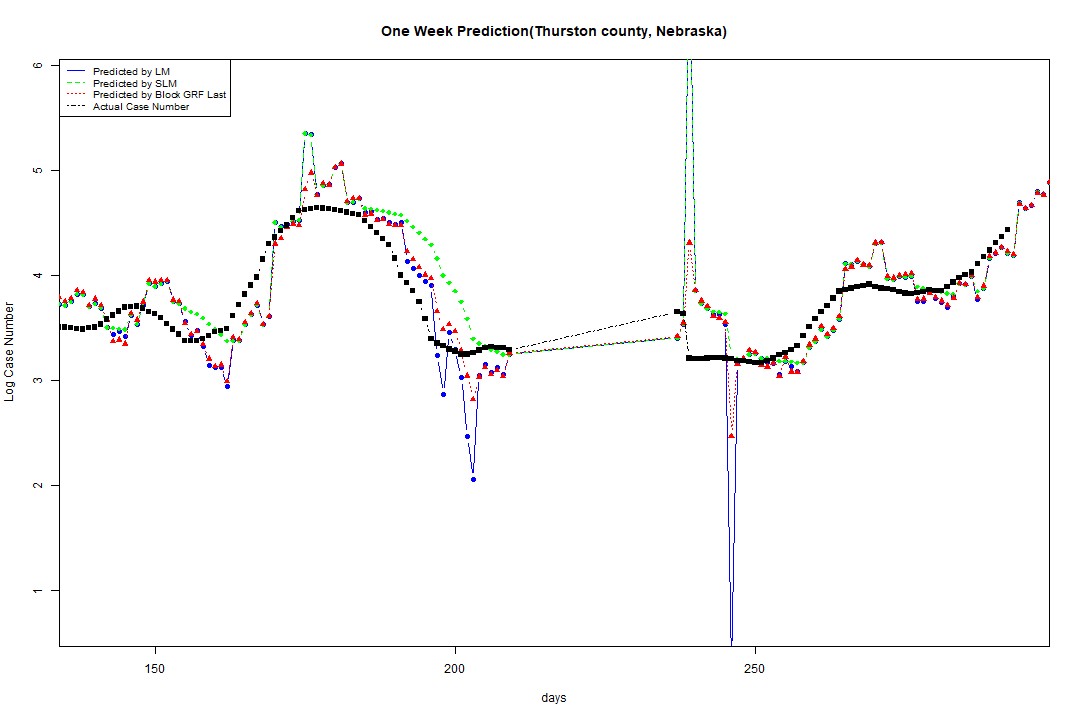 One Week Prediction(Thurston county, Nebraska)
Predicted by LM
Predicted by SLM
Predicted by Block GRF Last
Actual Case Number
6
5
4
3
2
1
Log Case Number
150
200
250
days